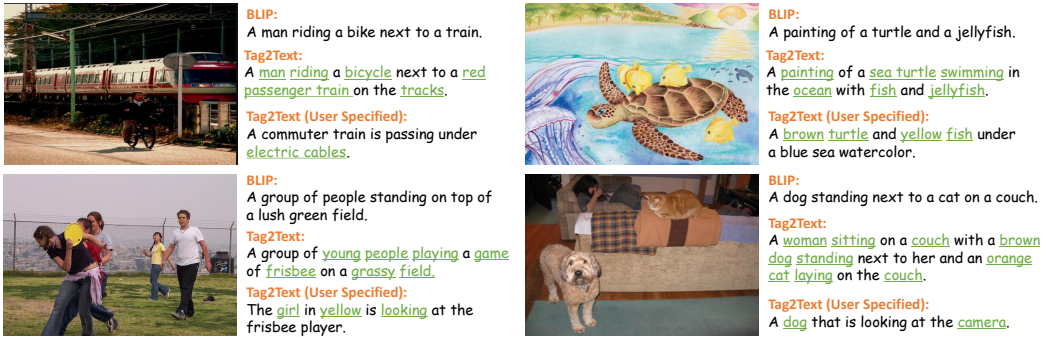 BLIP:
A man riding a bike next to a train.
Tag2Text:
A man riding a bicycle next to a red
passenger train on the tracks.
Tag2Text (User Specified):
A commuter train is passing under
electric cables.
BLIP:
A painting of a turtle and a jellyfish.
Tag2Text:
A painting of a sea turtle swimming in
the ocean with fish and jellyfish.
Tag2Text (User Specified):
A brown turtle and yellow fish under
a blue sea watercolor.
BLIP:
A group of people standing on top of
a lush green field.
Tag2Text:
A group of young people playing a game
of frisbee on a grassy field.
Tag2Text (User Specified):
The girl in yellow is looking at the
frisbee player.
BLIP:
A dog standing next to a cat on a couch.
Tag2Text:
A woman sitting on a couch with a brown
dog standing next to her and an orange
cat laying on the couch.
Tag2Text (User Specified):
A dog that is looking at the camera.